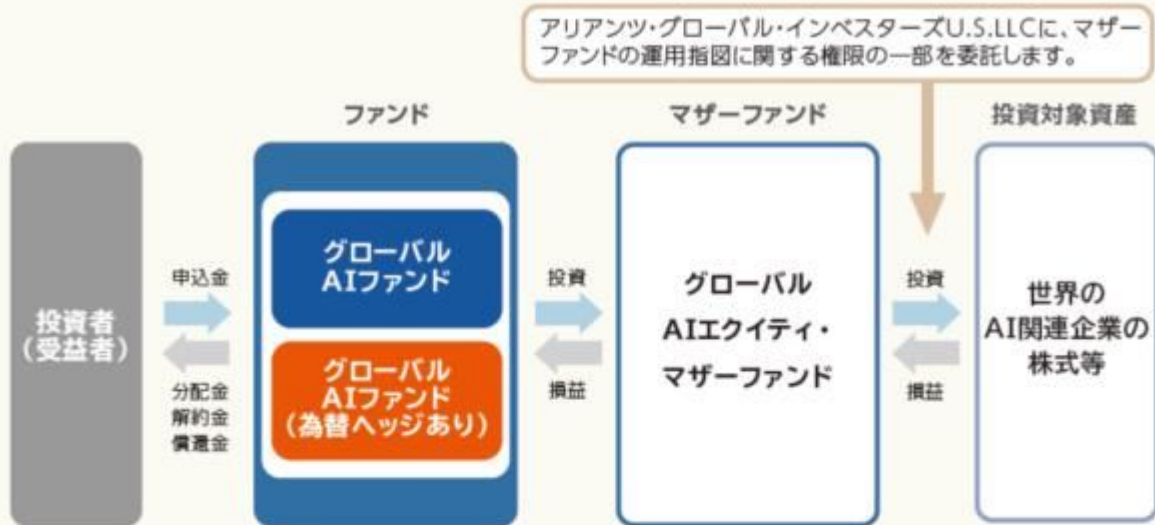 アリアンツ・グローバル・インベスターズU.S.LLCに、マザー
ファンドの運用指図に関する権限の一部を委託します。
ファンド
マザーファンド
投資対象資産
投資者
(受益者)
申込金
分配金
解約金
償還金
グローバル
AIファンド
グローバル
AIファンド
(為替ヘッジあり)
投資
損益
グローバル
AIエクイティ・
マザーファンド
投資
損益
世界の
AI関連企業の
株式等